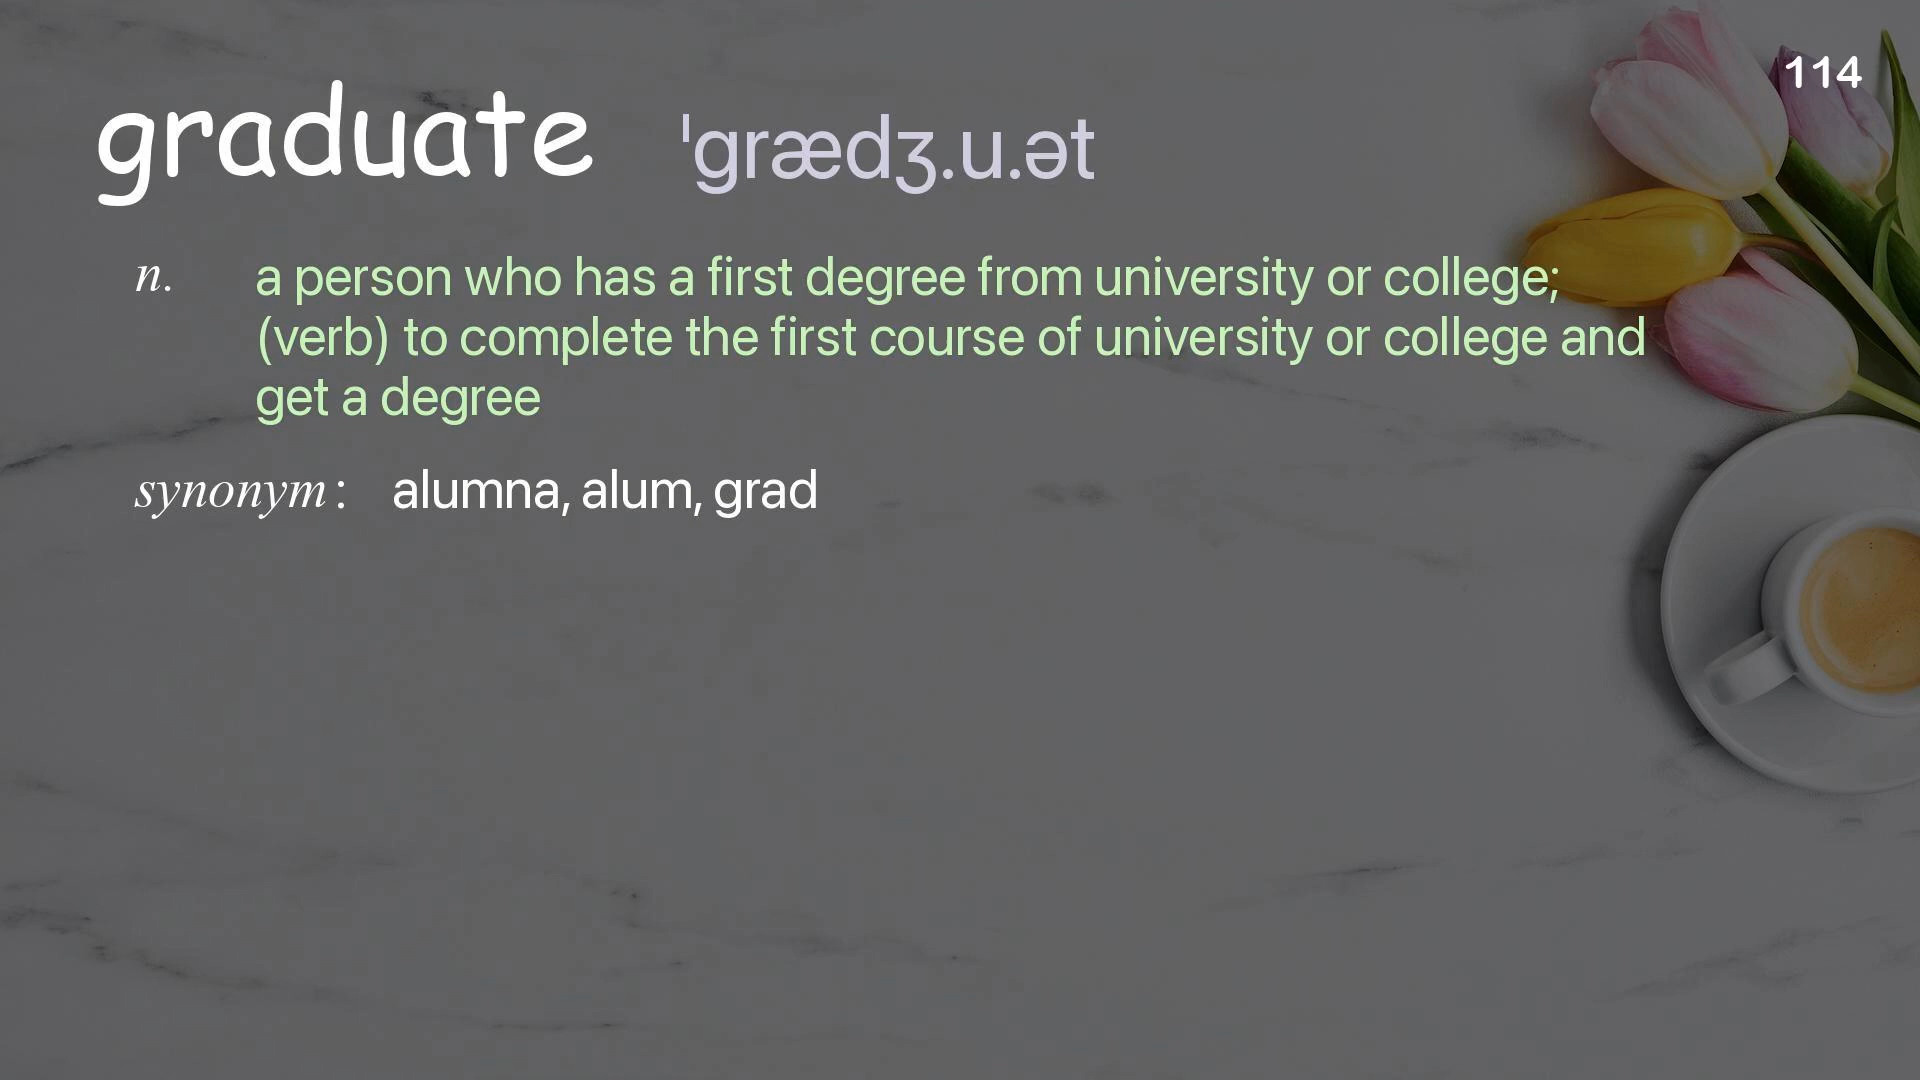 114
graduate ˈgrædʒ.u.ət
n. a person who has a first degree from university or college;
(verb) to complete the first course of university or college and
get a degree
synonym: alumna, alum, grad